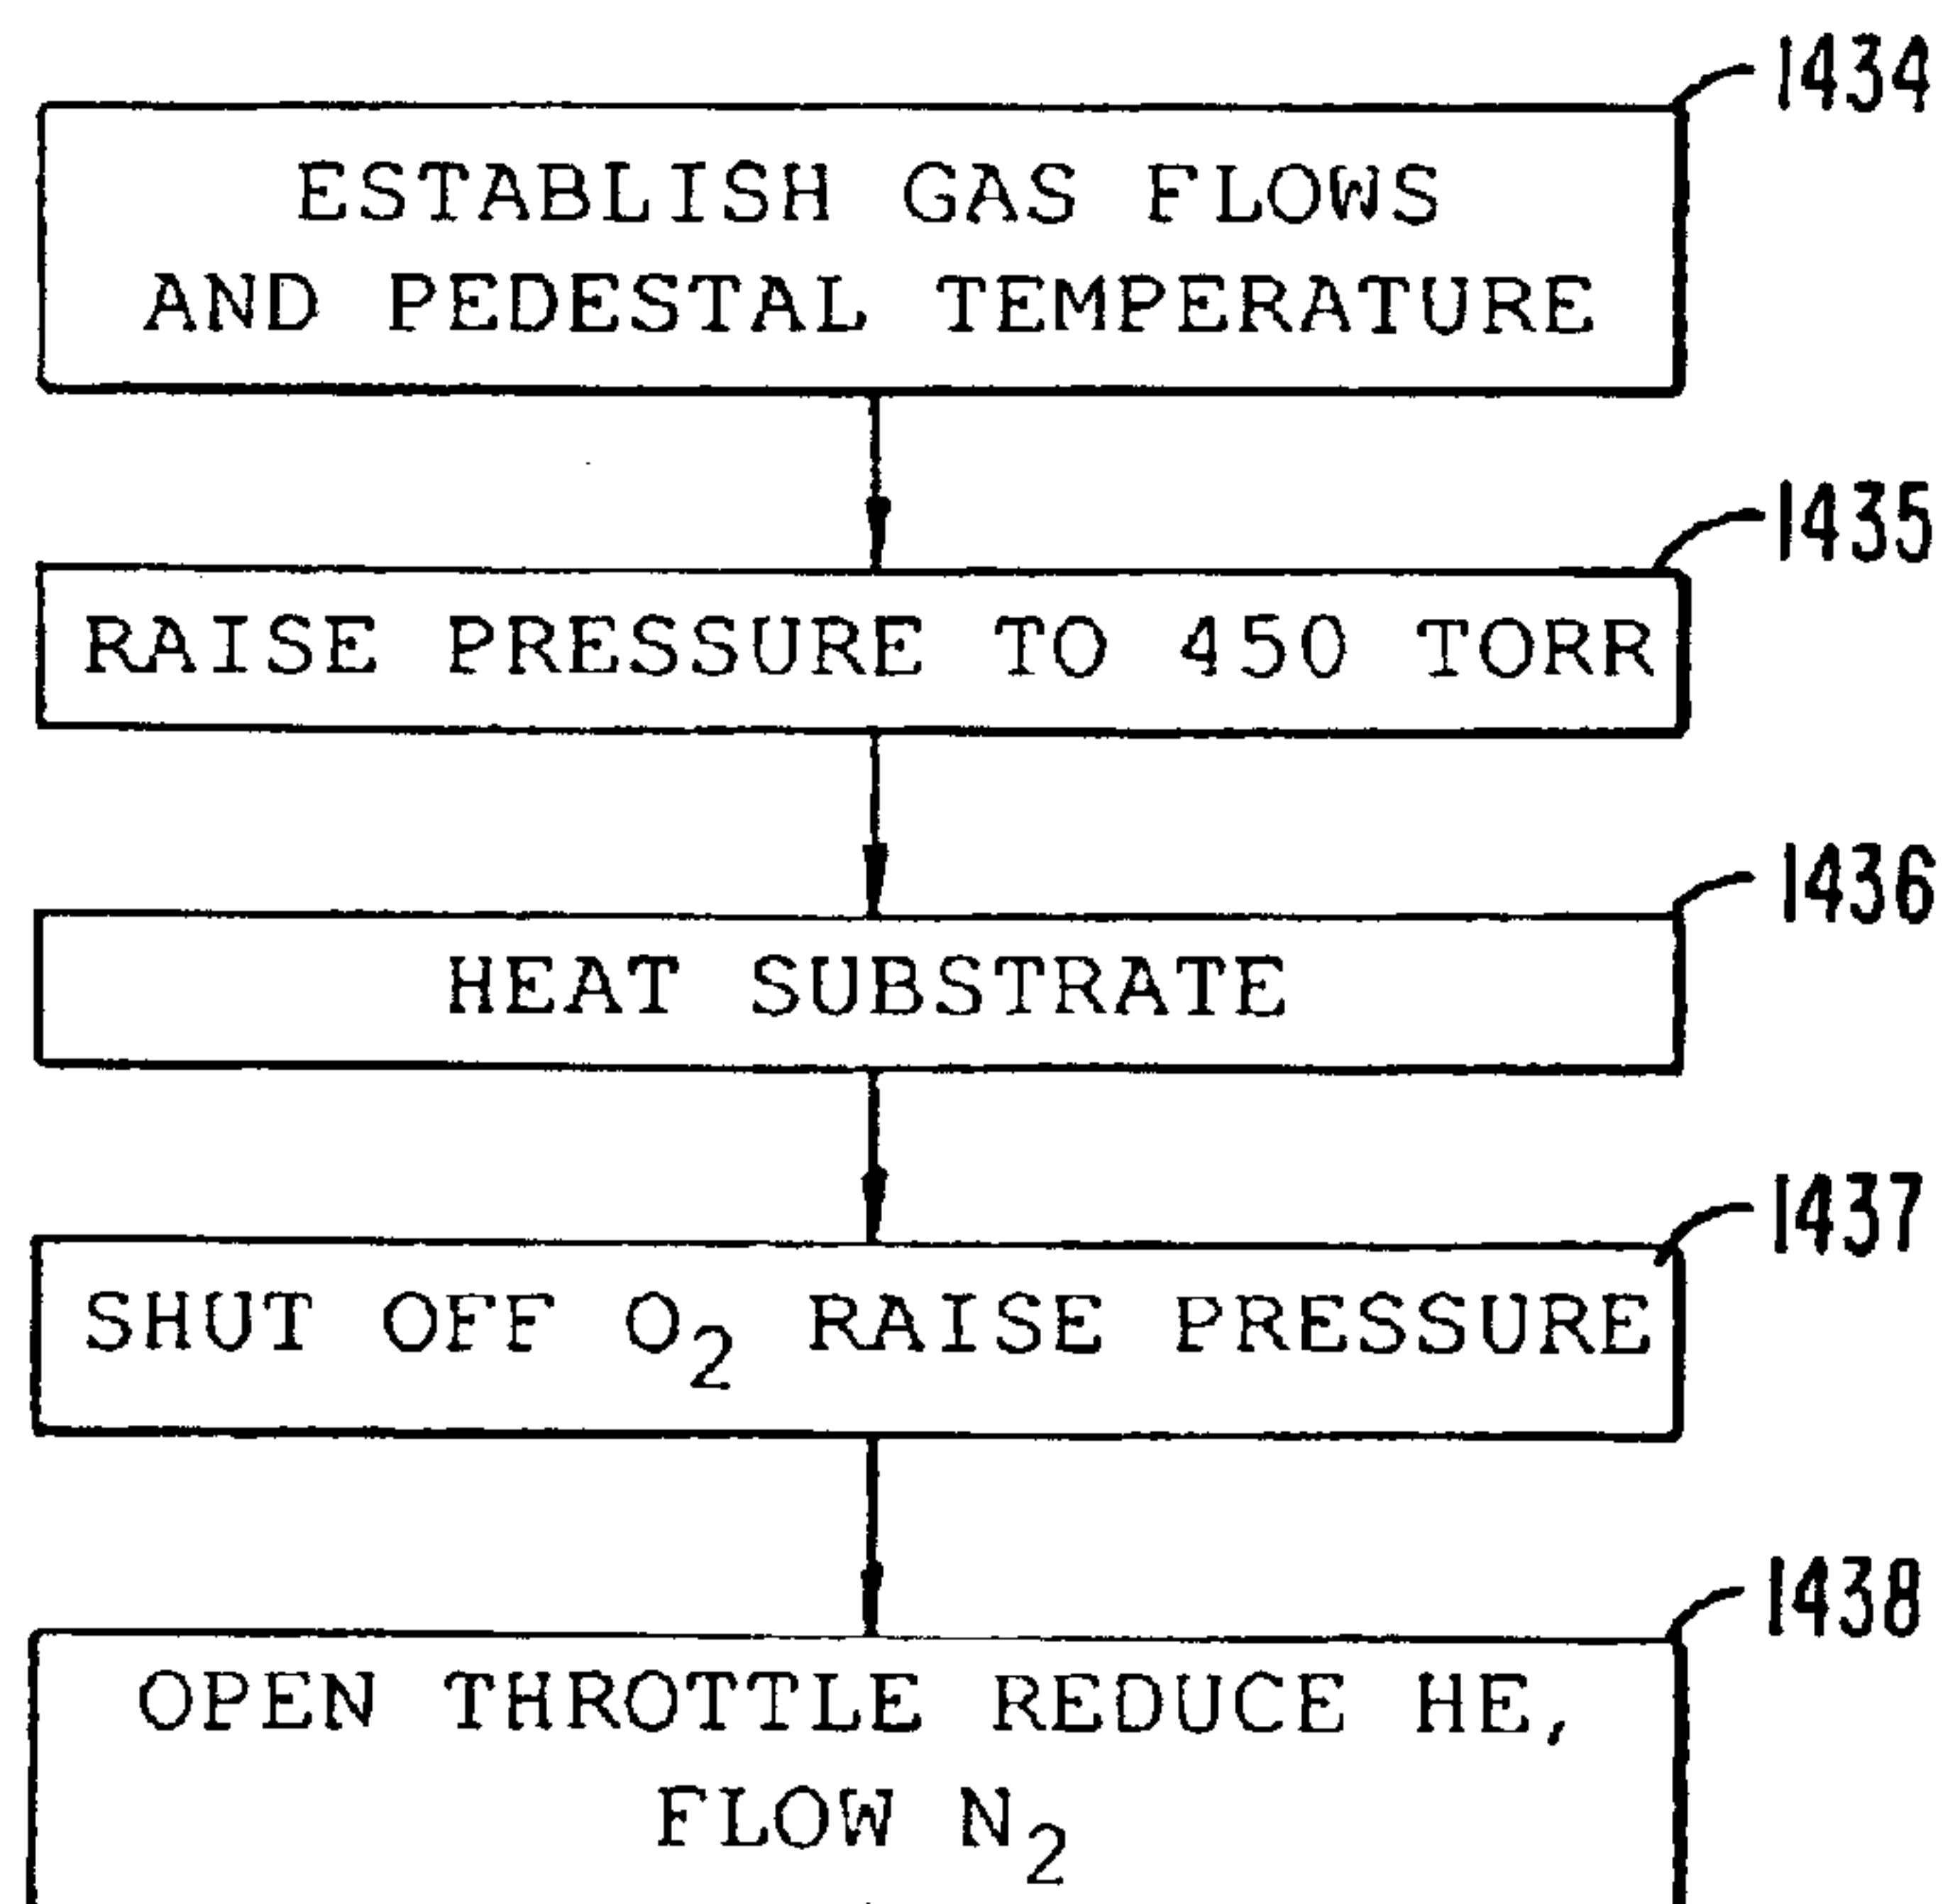 1434
ESTABLISH GAS FLOWS
AND PEDESTAL TEMPERATURE
1435
RAISE PRESSURE TO 450 TORR
1436
HEAT SUBSTRATE
1437
SHUT OFF O₂ RAISE PRESSURE
1438
OPEN THROTTLE REDUCE HE,
FLOW N₂